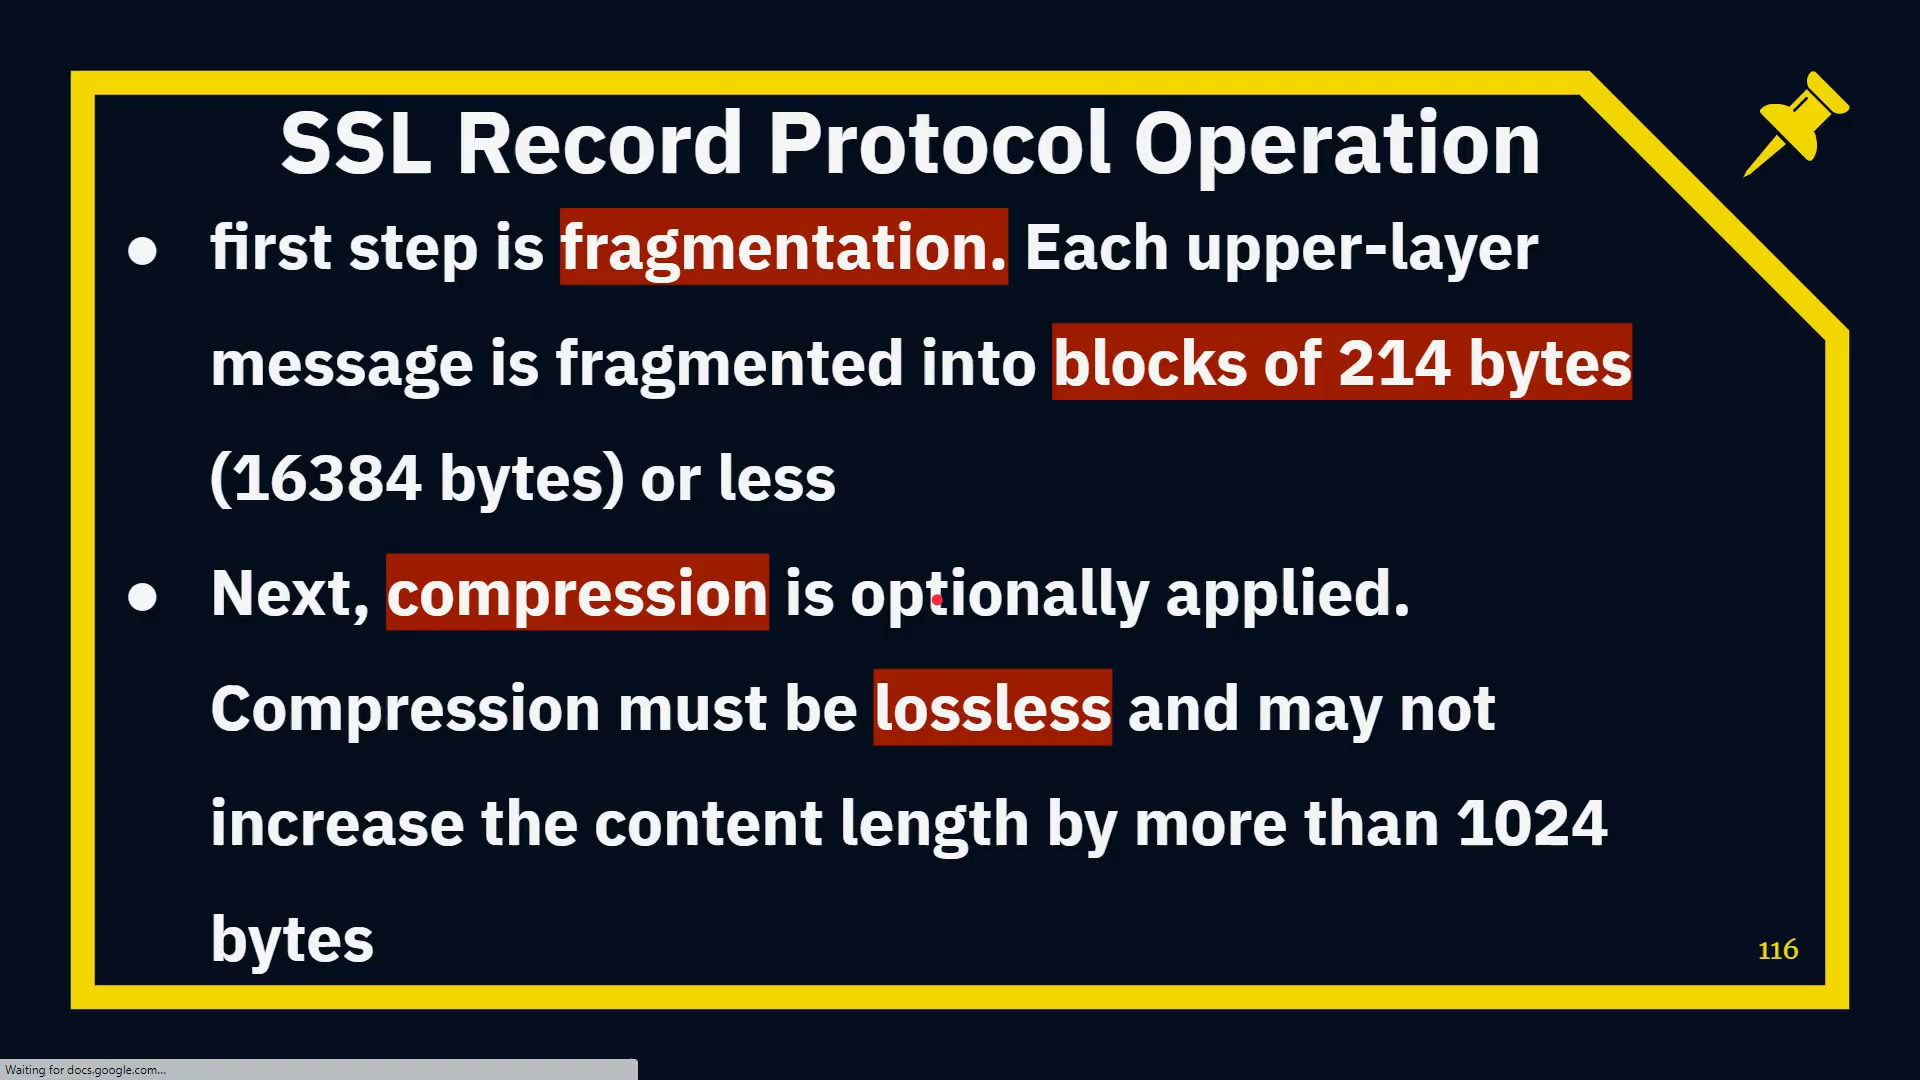 SSL Record Protocol Operation
● first step is fragmentation. Each upper-layer
message is fragmented into blocks of 214 bytes
(16384 bytes) or less
● Next, compression is optionally applied.
Compression must be lossless and may not
increase the content length by more than 1024
bytes
116
Waiting for docs.google.com...